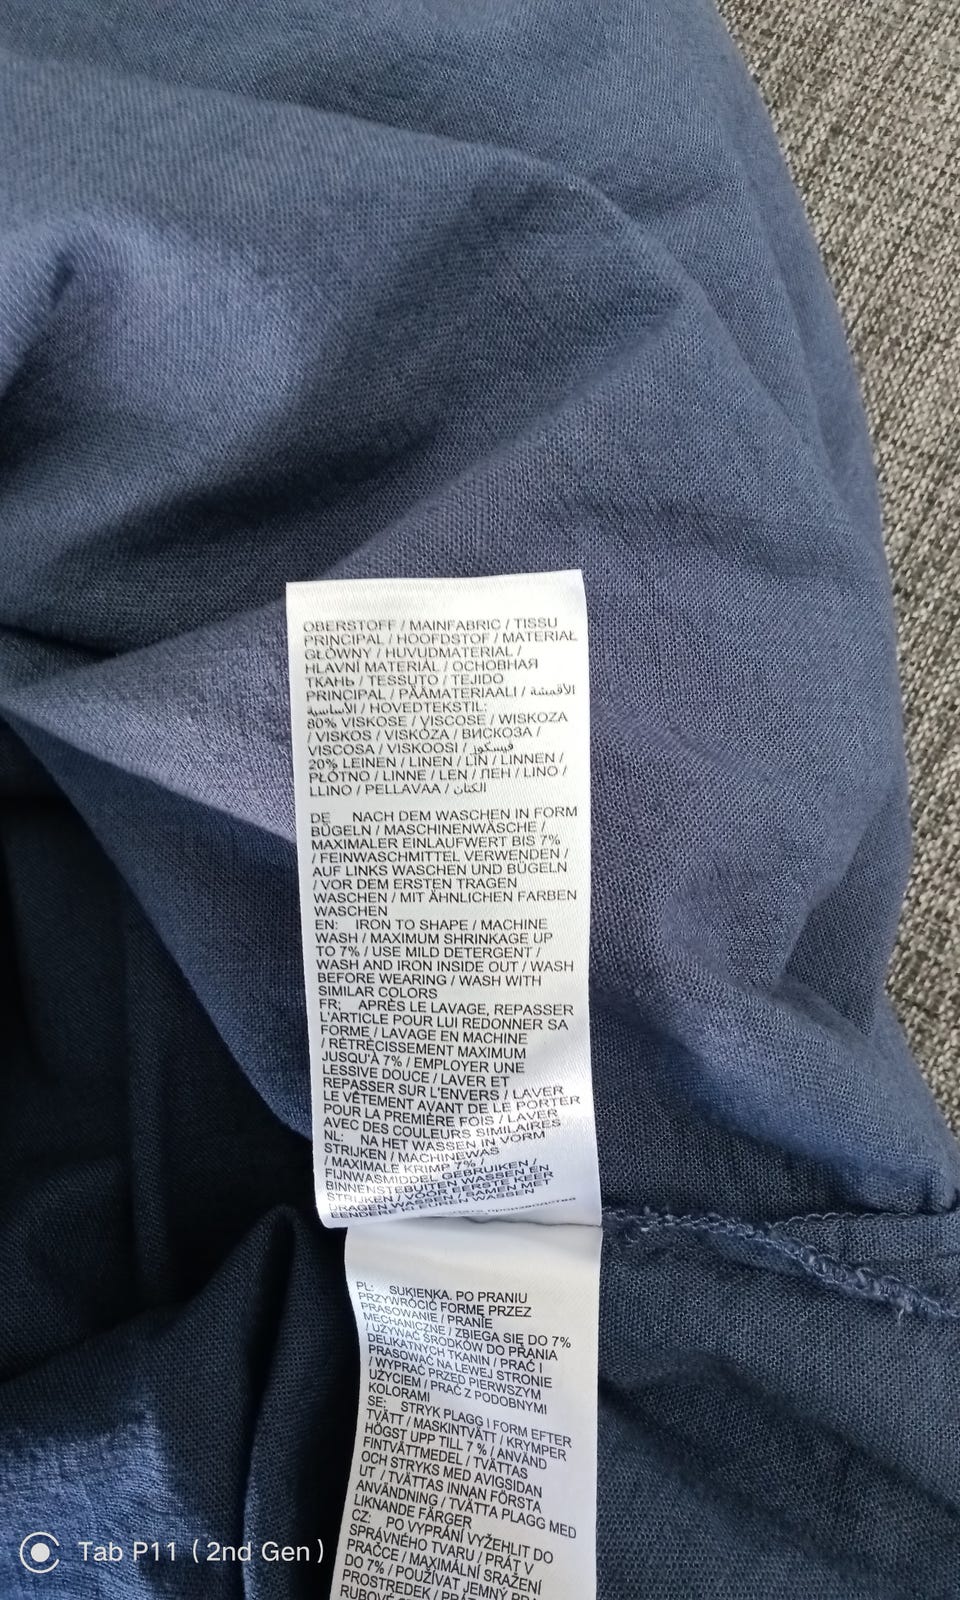 OBERSTOFF / MAINFABRIC / TISSU
PRINCIPAL / HOOFDSTOF / MATERIAŁ
GŁÓWNY / HUVUDMATERIAL /
HLAVNÍ MATERIÁL / ОСНОВНАЯ
ТКАНЬ / TESSUTO / TEJIDO
PRINCIPAL / PÄÄMATERIAALI / الأقمشة
الأساسية / HOVEDTEKSTIL:
80% VISKOSE / VISCOSE / WISKOZA
/ VISKOS / VISKÓZA / ВИСКОЗА /
VISCOSA / VISKOOSI / فيسكوز
20% LEINEN / LINEN / LIN / LINNEN /
PŁÓTNO / LINNE / LEN / ЛЕН / LINO /
LLINO / PELLAVAA / الكتان
DE NACH DEM WASCHEN IN FORM
BÜGELN / MASCHINENWÄSCHE /
MAXIMALER EINLAUFWERT BIS 7%
/ FEINWASCHMITTEL VERWENDEN /
AUF LINKS WASCHEN UND BÜGELN
/ VOR DEM ERSTEN TRAGEN
WASCHEN / MIT ÄHNLICHEN FARBEN
WASCHEN
EN: IRON TO SHAPE / MACHINE
WASH / MAXIMUM SHRINKAGE UP
TO 7% / USE MILD DETERGENT /
WASH AND IRON INSIDE OUT / WASH
BEFORE WEARING / WASH WITH
SIMILAR COLORS
FR: APRÈS LE LAVAGE, REPASSER
L'ARTICLE POUR LUI REDONNER SA
FORME / LAVAGE EN MACHINE
/ RÉTRÉCISSEMENT MAXIMUM
JUSQU'À 7% / EMPLOYER UNE
LESSIVE DOUCE / LAVER ET
REPASSER SUR L'ENVERS / LAVER
LE VÊTEMENT AVANT DE LE PORTER
POUR LA PREMIÈRE FOIS / LAVER
AVEC DES COULEURS SIMILAIRES
NL: NA HET WASSEN IN VORM
STRIJKEN / MACHINEWAS
/ MAXIMALE KRIMP 7% /
FIJNWASMIDDEL GEBRUIKEN /
BINNENSTEBUITEN WASSEN EN
STRIJKEN / VOOR EERSTE KEER
DRAGEN WASSEN / SAMEN MET
EENDERE KLEUREN WASSEN
PL: SUKIENKA. PO PRANIU
PRZYWRÓCIĆ FORMĘ PRZEZ
PRASOWANIE / PRANIE
MECHANICZNE / ZBIEGA SIĘ DO 7%
/ UŻYWAĆ ŚRODKÓW DO PRANIA
DELIKATNYCH TKANIN / PRAĆ I
PRASOWAĆ NA LEWEJ STRONIE
/ WYPRAĆ PRZED PIERWSZYM
UŻYCIEM / PRAĆ Z PODOBNYMI
KOLORAMI
SE: STRYK PLAGG I FORM EFTER
TVÄTT / MASKINTVÄTT / KRYMPER
HÖGST UPP TILL 7 % / ANVÄND
FINTVÄTTMEDEL / TVÄTTAS
OCH STRYKS MED AVIGSIDAN
UT / TVÄTTAS INNAN FÖRSTA
ANVÄNDNING / TVÄTTA PLAGG MED
LIKNANDE FÄRGER
CZ: PO VYPRÁNÍ VYŽEHLIT DO
SPRÁVNÉHO TVARU / PRÁT V
PRAČCE / MAXIMÁLNÍ SRAŽENÍ
DO 7% / POUŽÍVAT JEMNÝ
PROSTŘEDEK /
RUBOVÉ
Tab P11 (2nd Gen)